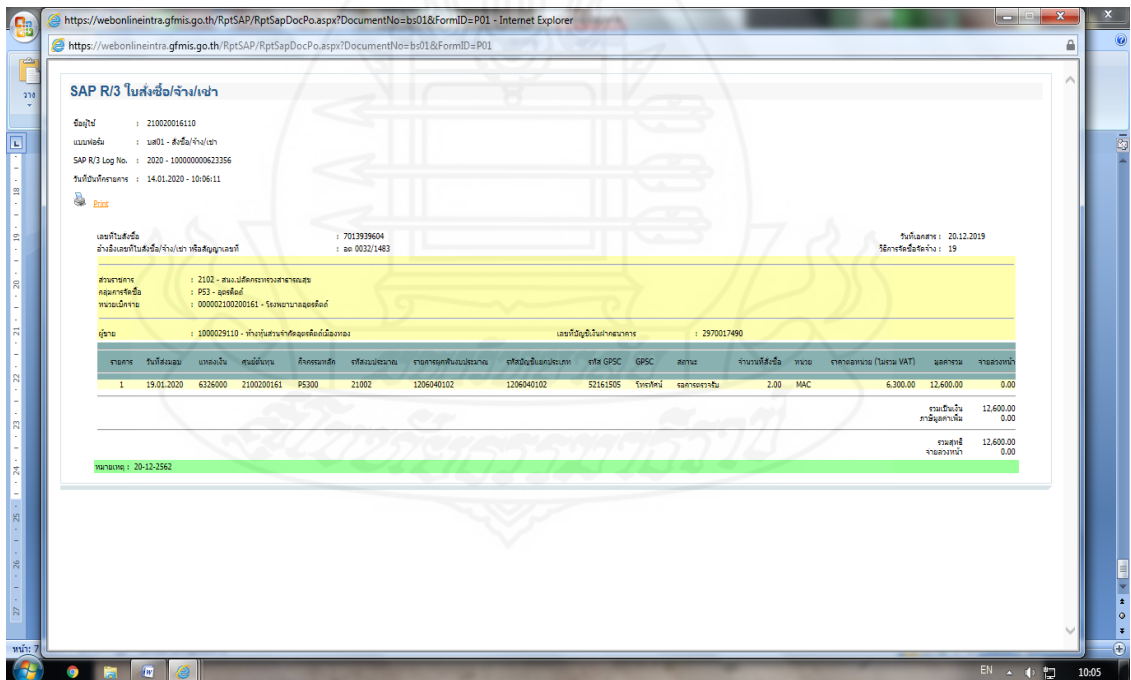 https://webonlineintra.gfmis.go.th/RptSAP/RptSapDocPo.aspx?DocumentNo=bs01&FormID=P01 - Internet Explorer
https://webonlineintra.gfmis.go.th/RptSAP/RptSapDocPo.aspx?DocumentNo=bs01&FormID=P01
วาง
SAP R/3 ใบสั่งซื้อ/จ้าง/เช่า
ชื่อผู้ใช้ : 210020016110
แบบฟอร์ม : บส01 - สั่งซื้อ/จ้าง/เช่า
SAP R/3 Log No. : 2020 - 100000000623356
วันที่บันทึกรายการ : 14.01.2020 - 10:06:11
Print
เลขที่ใบสั่งซื้อ : 7013939604 วันที่เอกสาร : 20.12.2019
อ้างอิงเลขที่ใบสั่งซื้อ/จ้าง/เช่า หรือสัญญาเลขที่ : อต 0032/1483 วิธีการจัดซื้อจัดจ้าง : 19
ส่วนราชการ : 2102 - สนง.ปลัดกระทรวงสาธารณสุข
กลุ่มการจัดซื้อ : P53 - อุตรดิตถ์
หน่วยเบิกจ่าย : 000002100200161 - โรงพยาบาลอุตรดิตถ์
ผู้ขาย : 1000029110 - ห้างหุ้นส่วนจำกัดอุตรดิตถ์เมืองทอง เลขที่บัญชีเงินฝากธนาคาร : 2970017490
รายการ วันที่ส่งมอบ แหล่งเงิน ศูนย์ต้นทุน กิจกรรมหลัก รหัสงบประมาณ รายการผูกพันงบประมาณ รหัสบัญชีแยกประเภท รหัส GPSC GPSC สถานะ จำนวนที่สั่งซื้อ หน่วย ราคาต่อหน่วย (ไม่รวม VAT) มูลค่ารวม จ่ายล่วงหน้า
1 19.01.2020 6326000 2100200161 P5300 21002 1206040102 1206040102 52161505 โทรทัศน์ รอการตรวจรับ 2.00 MAC 6,300.00 12,600.00 0.00
รวมเป็นเงิน 12,600.00
ภาษีมูลค่าเพิ่ม 0.00
รวมสุทธิ 12,600.00
จ่ายล่วงหน้า 0.00
หมายเหตุ : 20-12-2562
หน้า: 7
EN 10:05